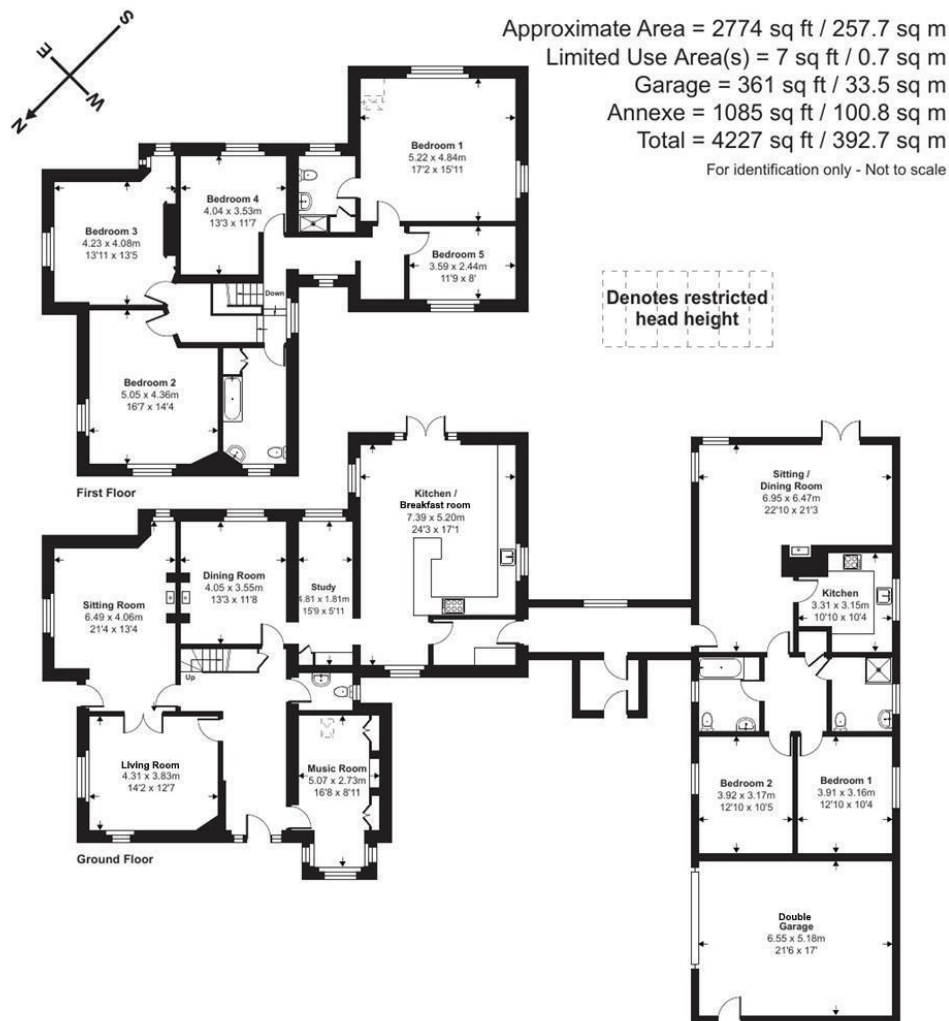 S
E
W
N
Approximate Area = 2774 sq ft / 257.7 sq m
Limited Use Area(s) = 7 sq ft / 0.7 sq m
Garage = 361 sq ft / 33.5 sq m
Annexe = 1085 sq ft / 100.8 sq m
Total = 4227 sq ft / 392.7 sq m
For identification only - Not to scale
Bedroom 1
5.22 x 4.84m
17'2 x 15'11
Bedroom 4
4.04 x 3.53m
13'3 x 11'7
Bedroom 3
4.23 x 4.08m
13'11 x 13'5
Bedroom 5
3.59 x 2.44m
11'9 x 8'
Down
Denotes restricted
head height
Bedroom 2
5.05 x 4.36m
16'7 x 14'4
First Floor
Kitchen /
Breakfast room
7.39 x 5.20m
24'3 x 17'1
Sitting /
Dining Room
6.95 x 6.47m
22'10 x 21'3
Dining Room
4.05 x 3.55m
13'3 x 11'8
Study
4.81 x 1.81m
15'9 x 5'11
Sitting Room
6.49 x 4.06m
21'4 x 13'4
Kitchen
3.31 x 3.15m
10'10 x 10'4
Up
Living Room
4.31 x 3.83m
14'2 x 12'7
Music Room
5.07 x 2.73m
16'8 x 8'11
Bedroom 2
3.92 x 3.17m
12'10 x 10'5
Bedroom 1
3.91 x 3.16m
12'10 x 10'4
Ground Floor
Double
Garage
6.55 x 5.18m
21'6 x 17'